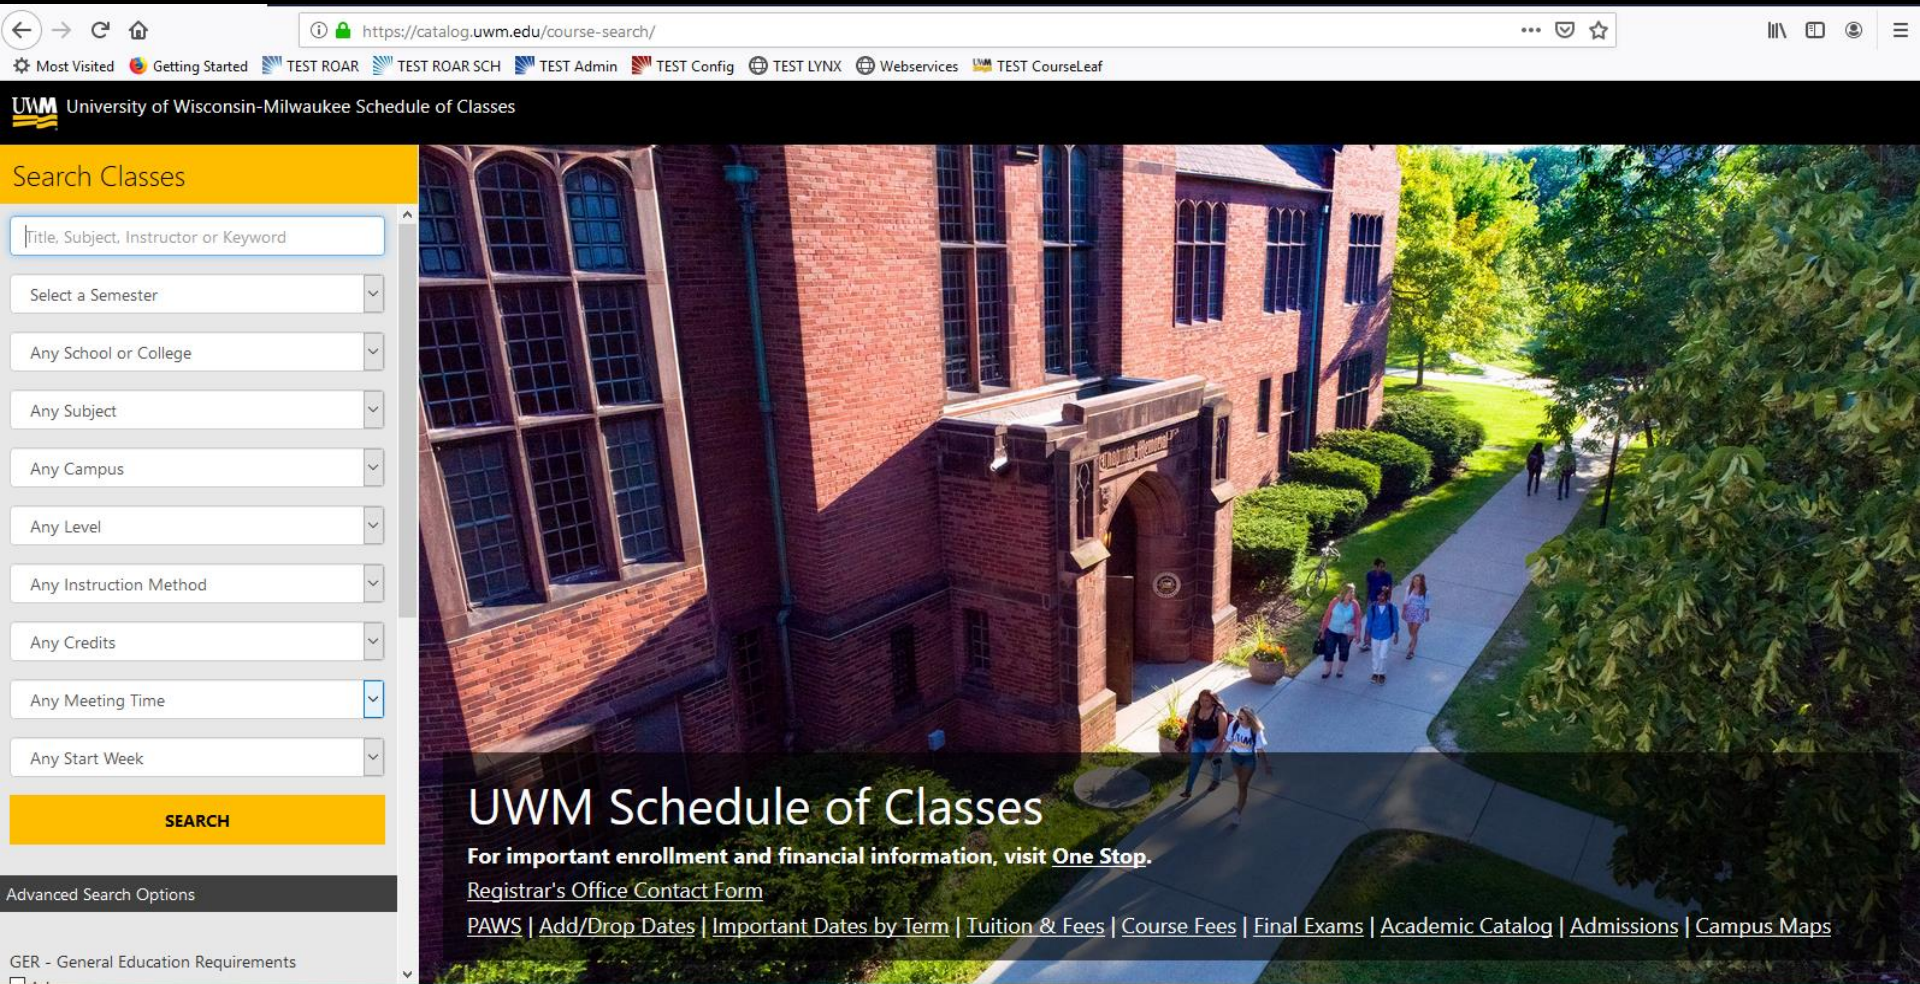 https://catalog.uwm.edu/course-search/
Most Visited Getting Started TEST ROAR TEST ROAR SCH TEST Admin TEST Config TEST LYNX Webservices TEST CourseLeaf
UWM University of Wisconsin-Milwaukee Schedule of Classes
Search Classes
Title, Subject, Instructor or Keyword
Select a Semester
Any School or College
Any Subject
Any Campus
Any Level
Any Instruction Method
Any Credits
Any Meeting Time
Any Start Week
SEARCH
Advanced Search Options
GER - General Education Requirements
Chapman Memorial
UWM Schedule of Classes
For important enrollment and financial information, visit One Stop.
Registrar's Office Contact Form
PAWS | Add/Drop Dates | Important Dates by Term | Tuition & Fees | Course Fees | Final Exams | Academic Catalog | Admissions | Campus Maps